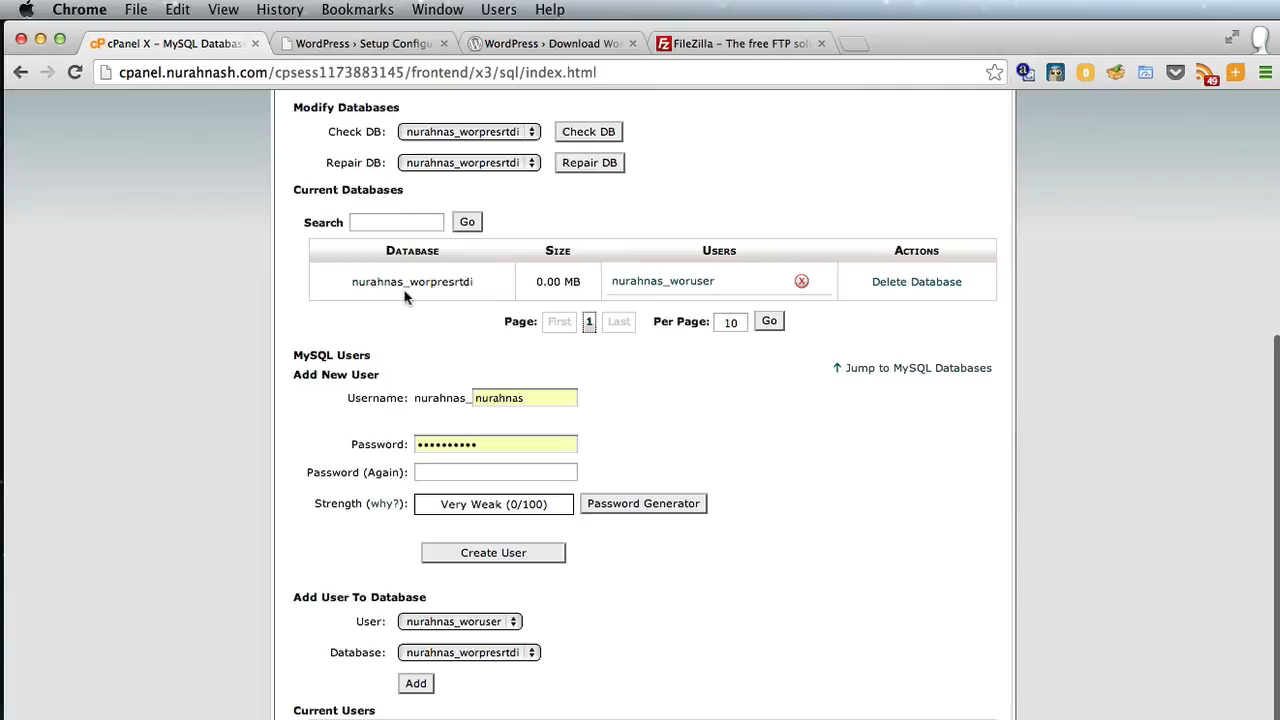 Chrome File Edit View History Bookmarks Window Users Help
cP cPanel X – MySQL Databas
WordPress › Setup Configu
WordPress › Download Wo
FileZilla – The free FTP sol
cpanel.nurahnash.com/cpsess1173883145/frontend/x3/sql/index.html
a
0
49
Modify Databases
Check DB: nurahnas_worpresrtdi Check DB
Repair DB: nurahnas_worpresrtdi Repair DB
Current Databases
Search Go
Database Size Users Actions
nurahnas_worpresrtdi 0.00 MB nurahnas_woruser Delete Database
Page: First 1 Last Per Page: 10 Go
MySQL Users
Jump to MySQL Databases
Add New User
Username: nurahnas_ nurahnas
Password: ••••••••••
Password (Again):
Strength (why?): Very Weak (0/100) Password Generator
Create User
Add User To Database
User: nurahnas_woruser
Database: nurahnas_worpresrtdi
Add
Current Users